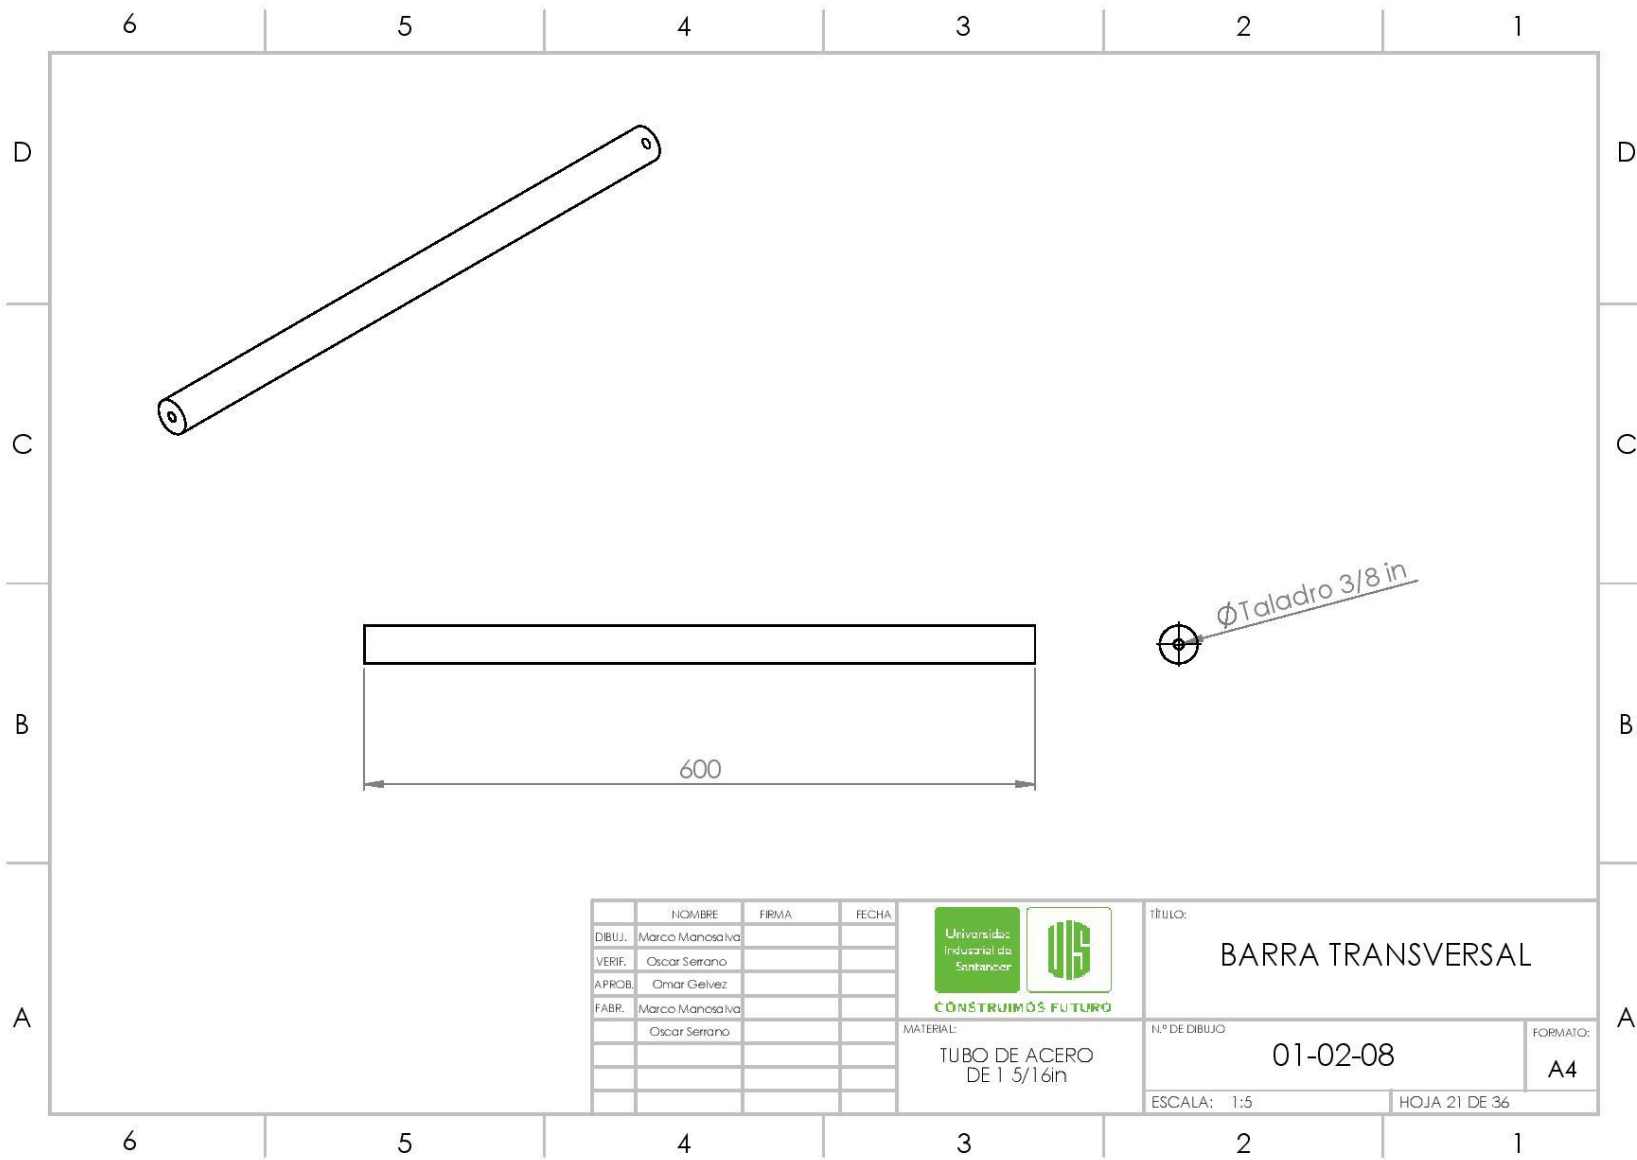 6 5 4 3 2 1
D D
C C
ØTaladro 3/8 in
B B
600
NOMBRE FIRMA FECHA
DIBUJ. Marco Manosalva
VERIF. Oscar Serrano
APROB. Omar Gelvez
FABR. Marco Manosalva
Oscar Serrano
Universidad
Industrial de
Santander
UIS
CONSTRUIMOS FUTURO
MATERIAL:
TUBO DE ACERO
DE 1 5/16in
TÍTULO:
BARRA TRANSVERSAL
N.º DE DIBUJO
01-02-08
FORMATO:
A4
ESCALA: 1:5
HOJA 21 DE 36
A A
6 5 4 3 2 1